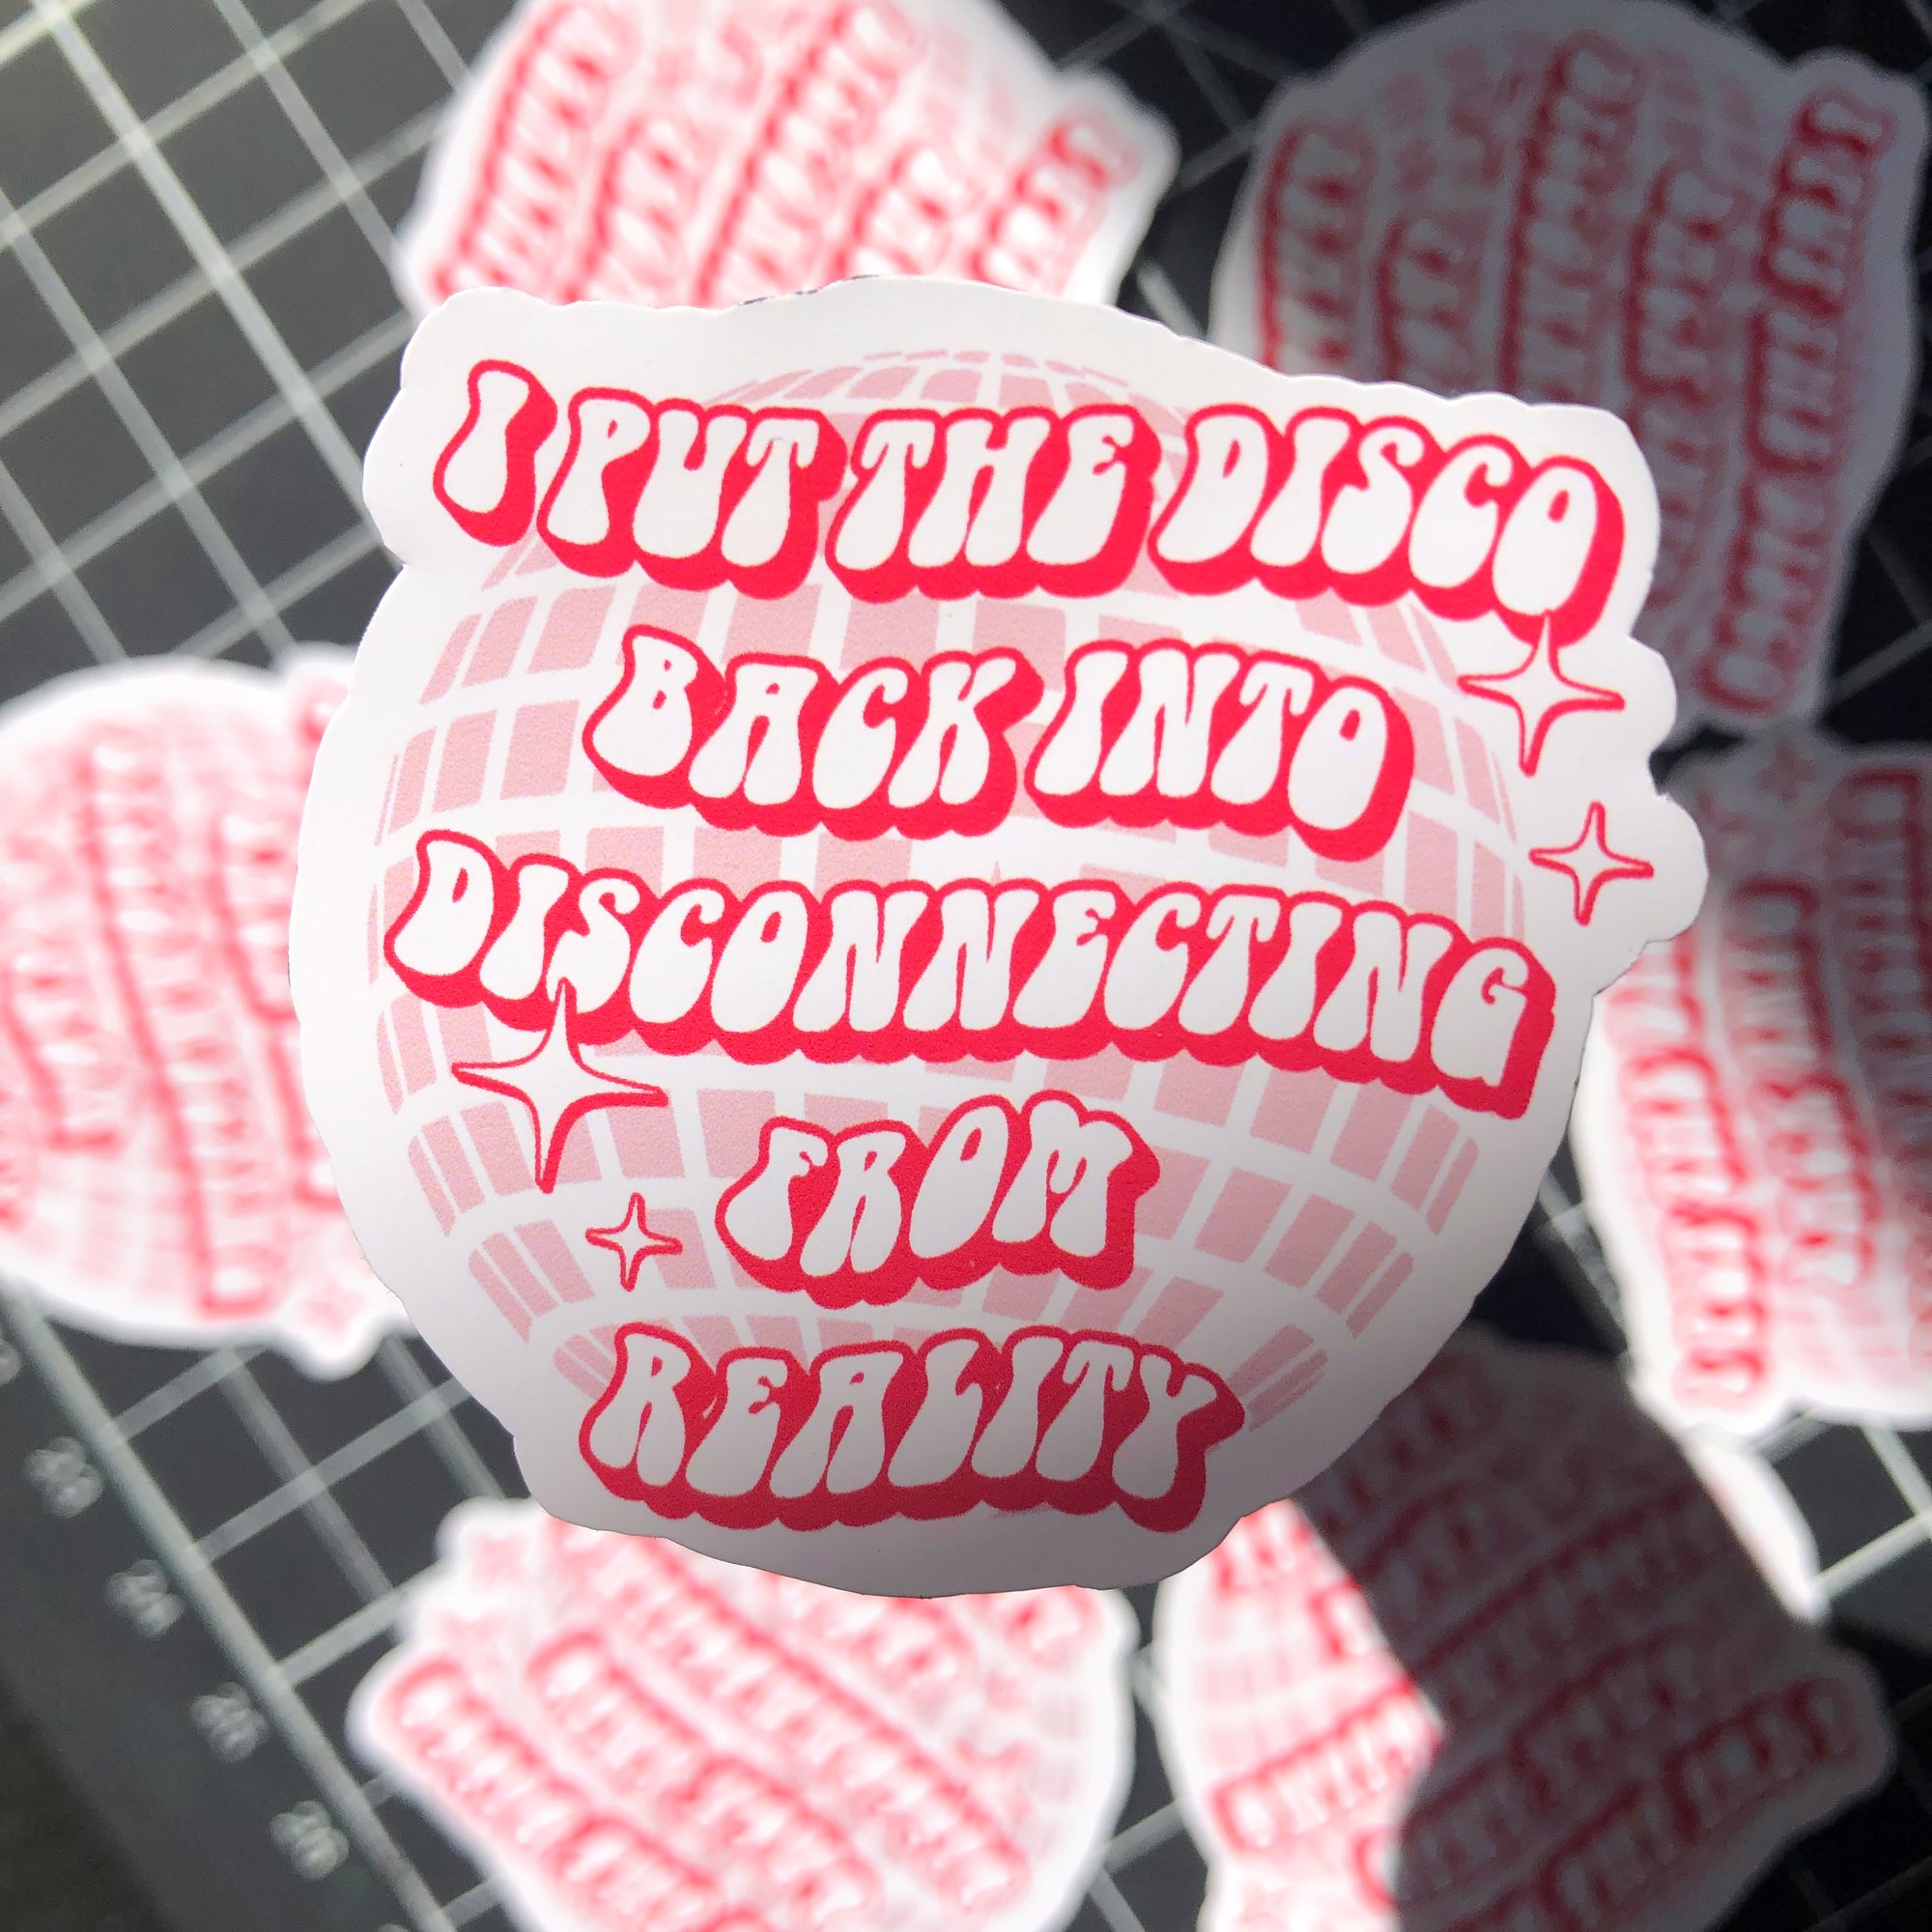 I PUT THE DISCO
BACK INTO
DISCONNECTING
FROM
REALITY